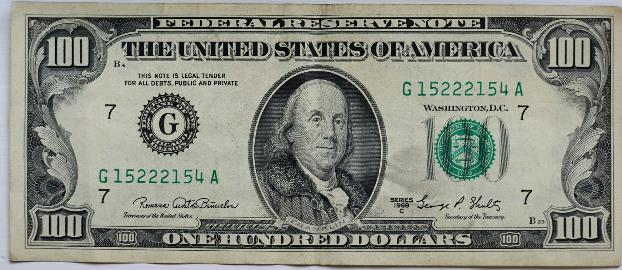 FEDERAL RESERVE NOTE
100
THE UNITED STATES OF AMERICA
100
B4
THIS NOTE IS LEGAL TENDER
FOR ALL DEBTS, PUBLIC AND PRIVATE
G 15222154 A
WASHINGTON, D.C.
7
7
G
100
G 15222154 A
7
7
Romana Acosta Bañuelos
Treasurer of the United States.
FRANKLIN
SERIES
1969
C
George P. Shultz
Secretary of the Treasury.
100
100
ONE HUNDRED DOLLARS
100
100